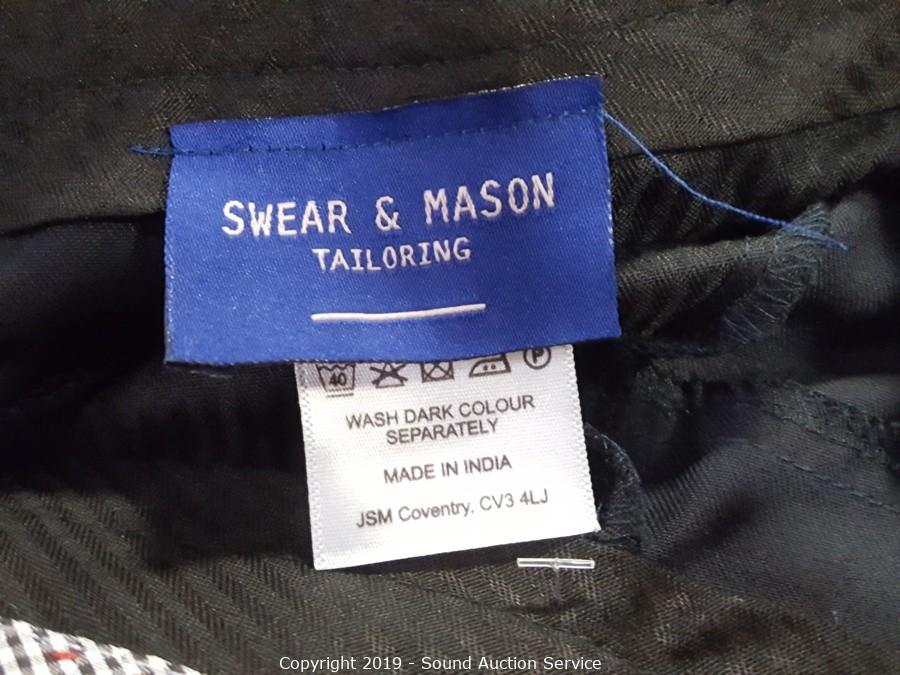 SWEAR & MASON
TAILORING
40
P
WASH DARK COLOUR
SEPARATELY
MADE IN INDIA
JSM Coventry, CV3 4LJ
Copyright 2019 - Sound Auction Service